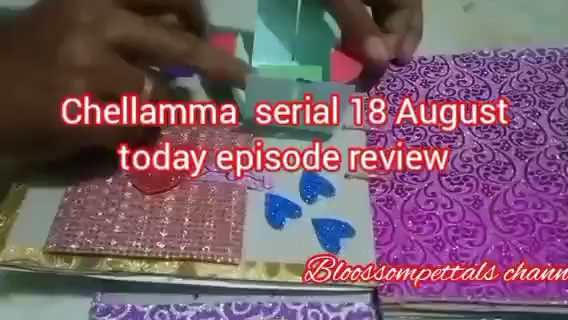 Chellamma serial 18 August
today episode review
Bloossompettals chann